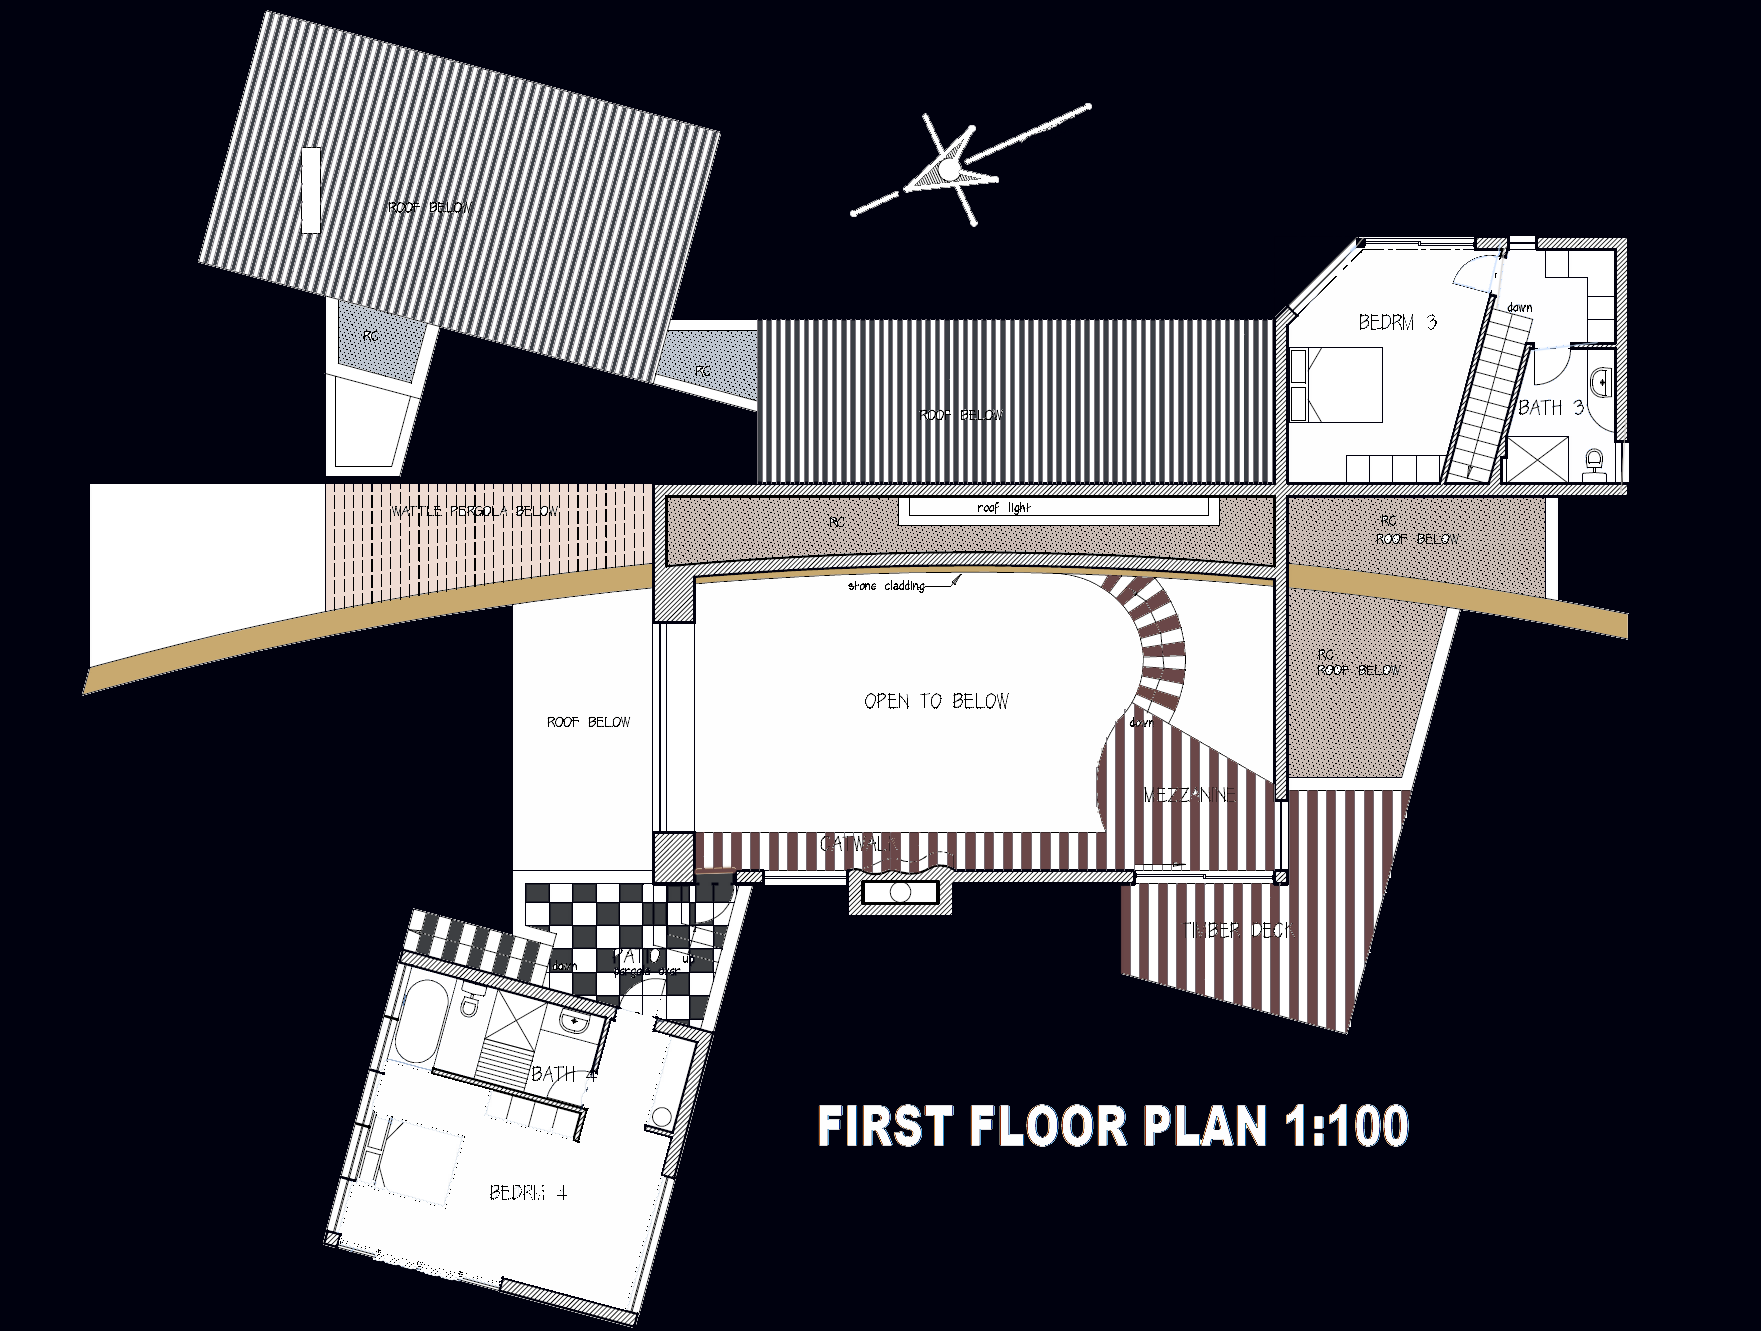 ROOF BELOW
RC
RC
ROOF BELOW
BEDRM 3
down
BATH 3
WATTLE PERGOLA BELOW
RC
roof light
RC
ROOF BELOW
stone cladding
RC
ROOF BELOW
OPEN TO BELOW
ROOF BELOW
down
MEZZANINE
CATWALK
TIMBER DECK
PATIO
up
pergola over
down
BATH 4
BEDRM 4
FIRST FLOOR PLAN 1:100